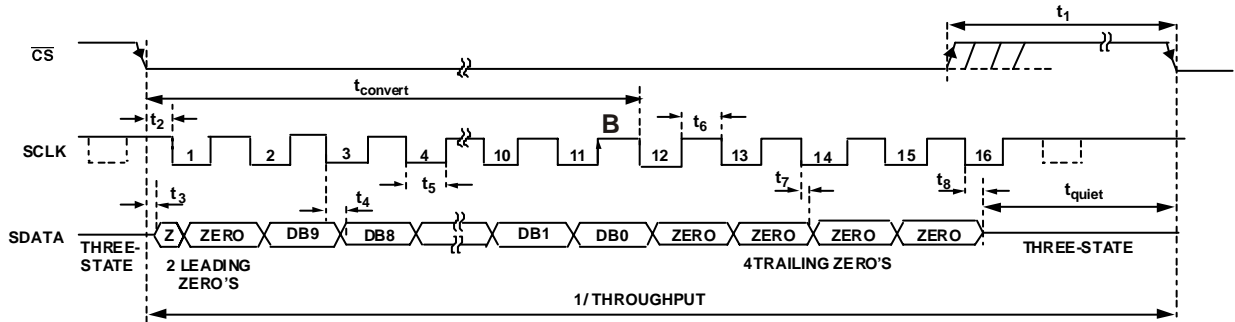 t1
CS
tconvert
t2
B
t6
SCLK
1 2 3 4 10 11 12 13 14 15 16
t5
t7
t8
t3
t4
tquiet
SDATA
Z ZERO DB9 DB8 DB1 DB0 ZERO ZERO ZERO ZERO
THREE-
STATE
2 LEADING
ZERO'S
4TRAILING ZERO'S
THREE-STATE
1/ THROUGHPUT